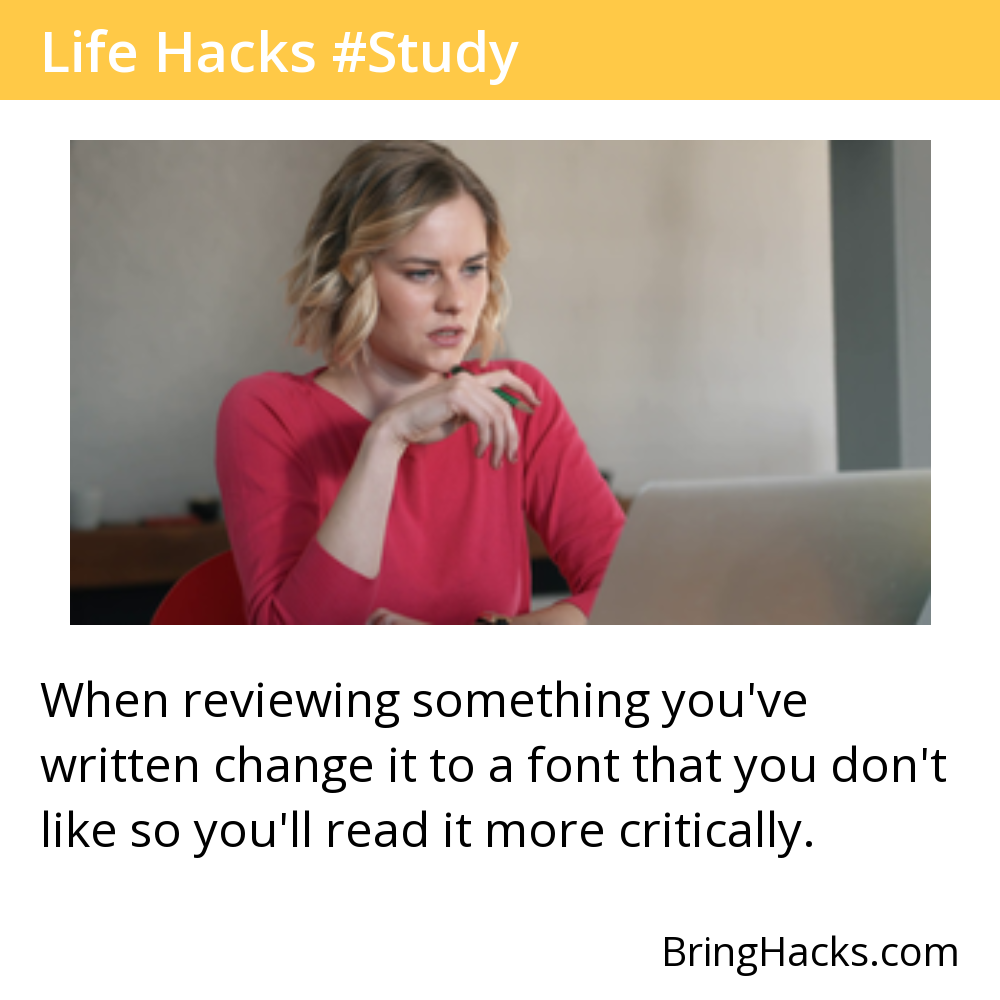 Life Hacks #Study
When reviewing something you've
written change it to a font that you don't
like so you'll read it more critically.
BringHacks.com